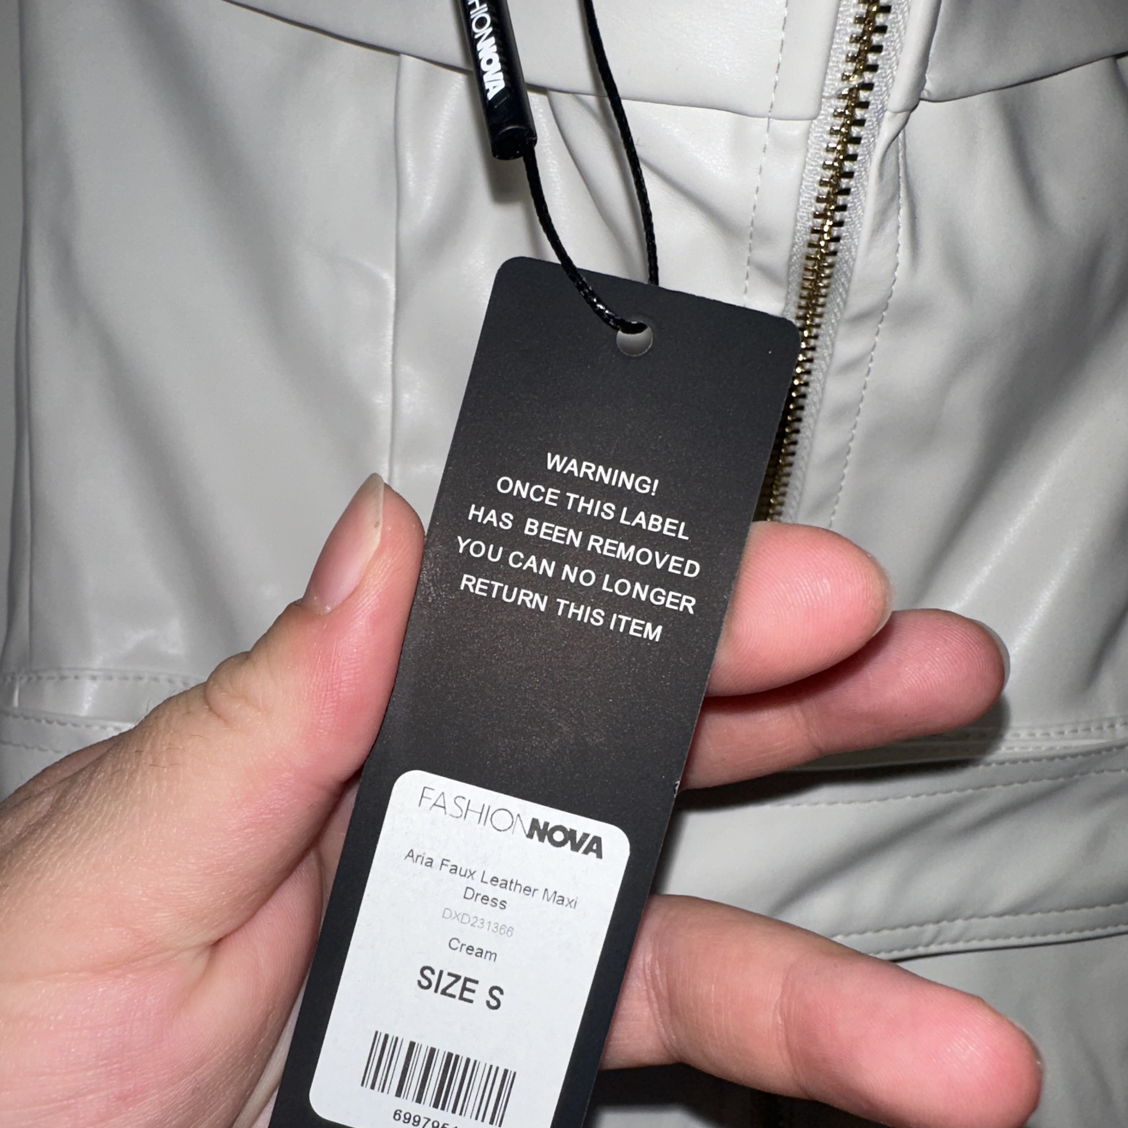 FASHIONNOVA
WARNING!
ONCE THIS LABEL
HAS BEEN REMOVED
YOU CAN NO LONGER
RETURN THIS ITEM
FASHIONNOVA
Aria Faux Leather Maxi
Dress
DXD231366
Cream
SIZE S